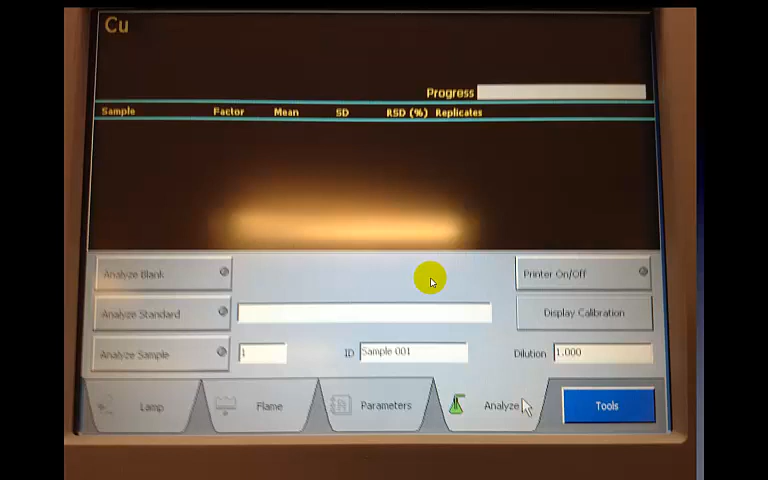 Cu
Progress
Sample Factor Mean SD RSD (%) Replicates
Analyze Blank Printer On/Off
Analyze Standard Display Calibration
Analyze Sample 1 ID Sample 001 Dilution 1.000
Lamp Flame Parameters Analyze Tools